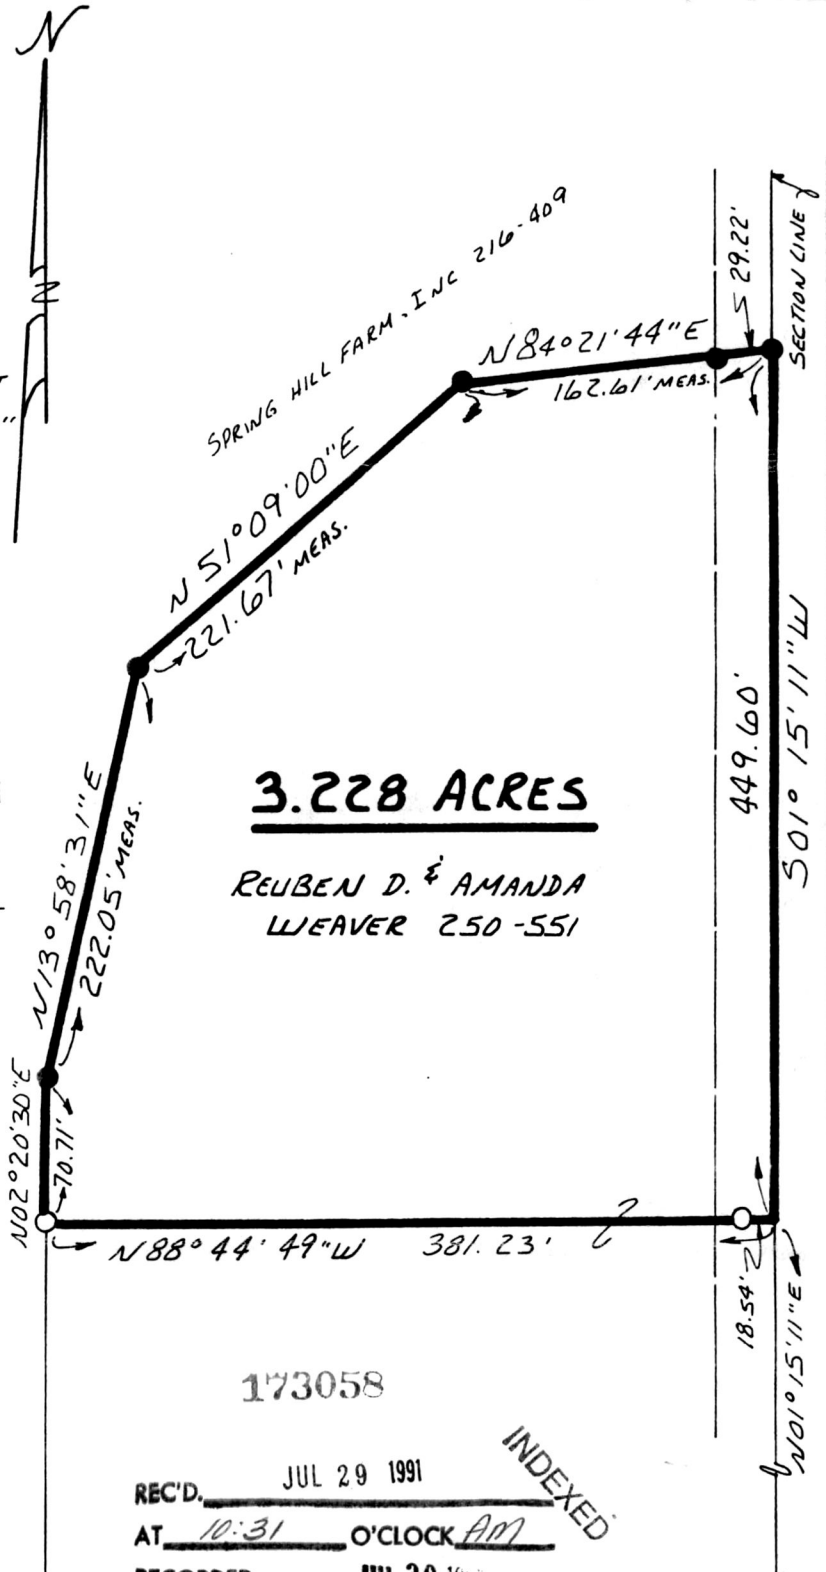 N
N
SPRING HILL FARM, INC 216-409
N84°21'44"E
162.61' MEAS.
29.22'
SECTION LINE
N 51°09'00"E
221.67' MEAS.
N13°58'31"E
222.05' MEAS.
449.60'
S01° 15' 11"W
3.228 ACRES
REUBEN D. & AMANDA
WEAVER 250-551
N02°20'30"E
70.71'
N88°44'49"W 381.23'
18.54'
N01°15'11"E
173058
INDEXED
REC'D. JUL 29 1991
AT 10:31 O'CLOCK AM